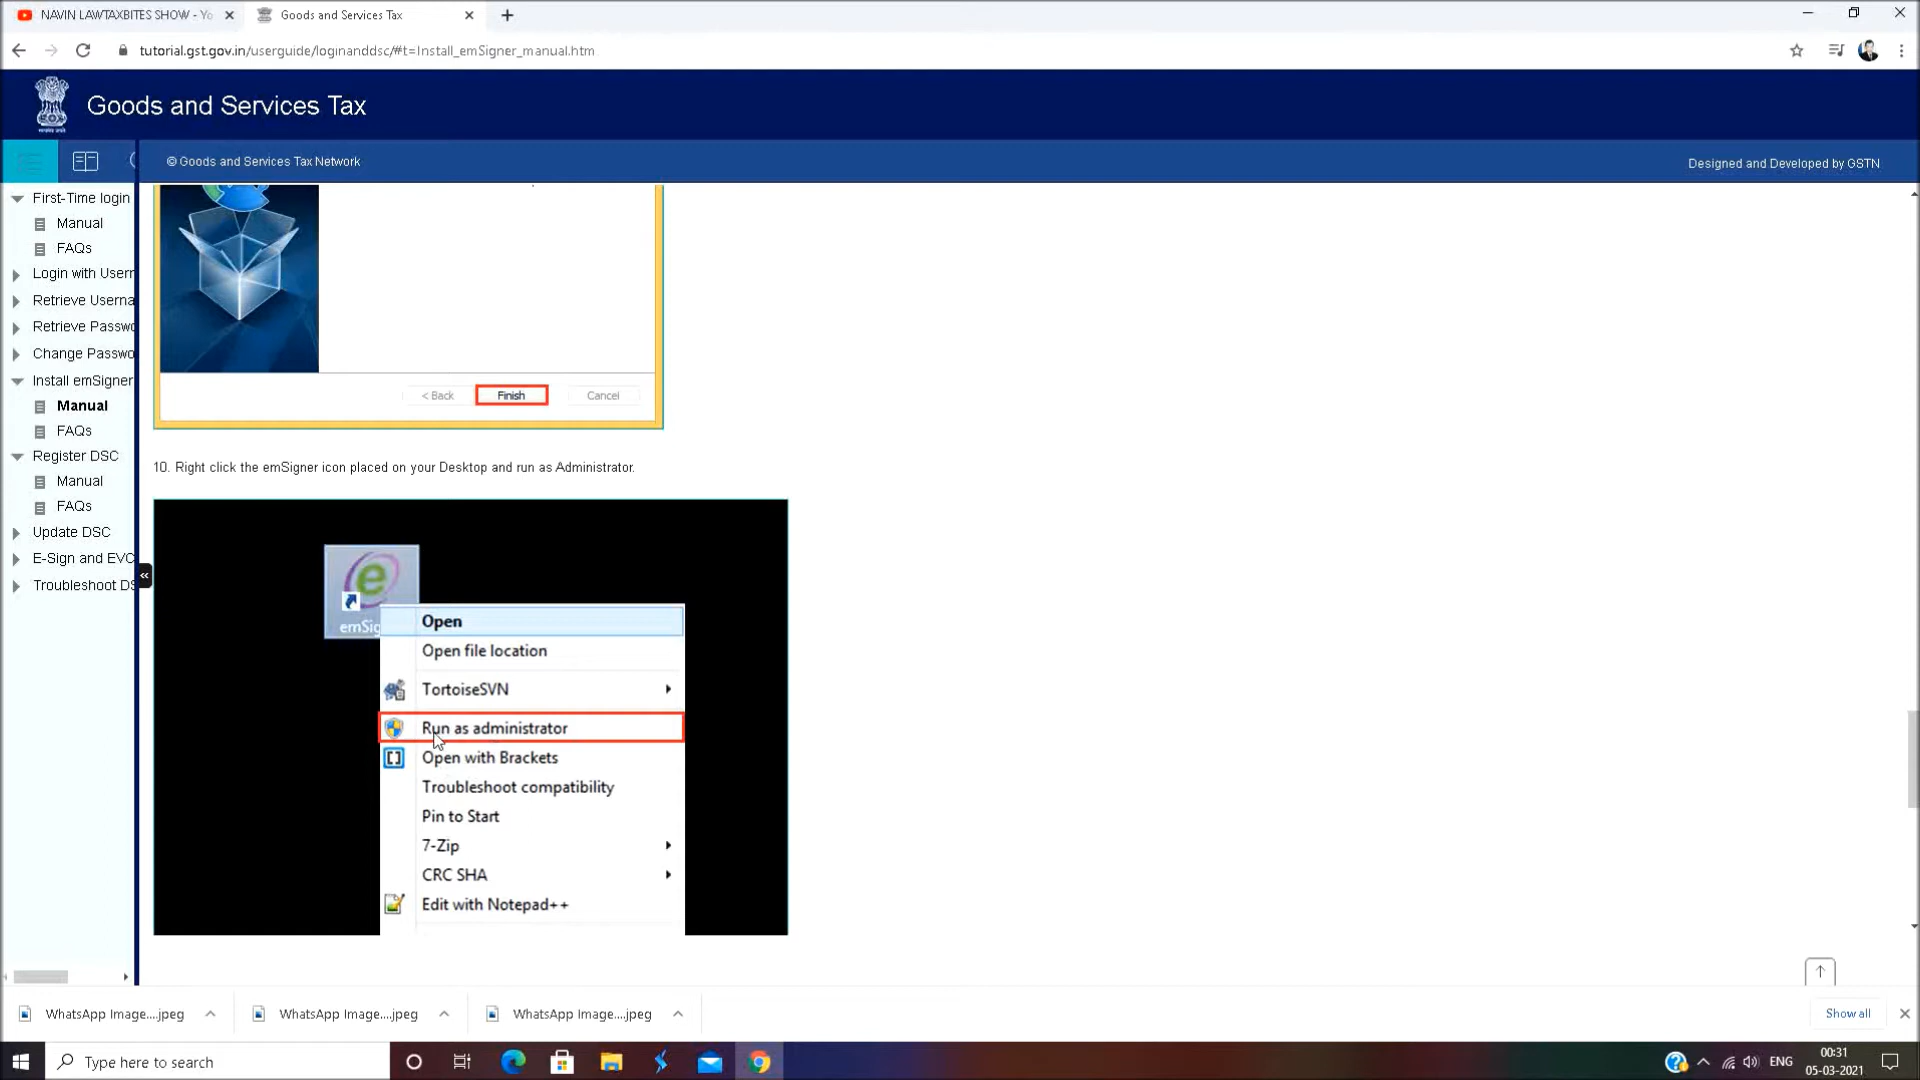 NAVIN LAWTAXBITES SHOW - Yo
Goods and Services Tax
tutorial.gst.gov.in/userguide/loginanddsc/#t=Install_emSigner_manual.htm
Goods and Services Tax
© Goods and Services Tax Network
Designed and Developed by GSTN
First-Time login
Manual
FAQs
Login with Usern
Retrieve Userna
Retrieve Passwo
Change Passwo
Install emSigner
Manual
FAQs
Register DSC
Manual
FAQs
Update DSC
E-Sign and EVC
Troubleshoot DS
< Back
Finish
Cancel
10. Right click the emSigner icon placed on your Desktop and run as Administrator.
emSig
Open
Open file location
TortoiseSVN
Run as administrator
Open with Brackets
Troubleshoot compatibility
Pin to Start
7-Zip
CRC SHA
Edit with Notepad++
WhatsApp Image....jpeg
WhatsApp Image....jpeg
WhatsApp Image....jpeg
Show all
Type here to search
ENG
00:31
05-03-2021